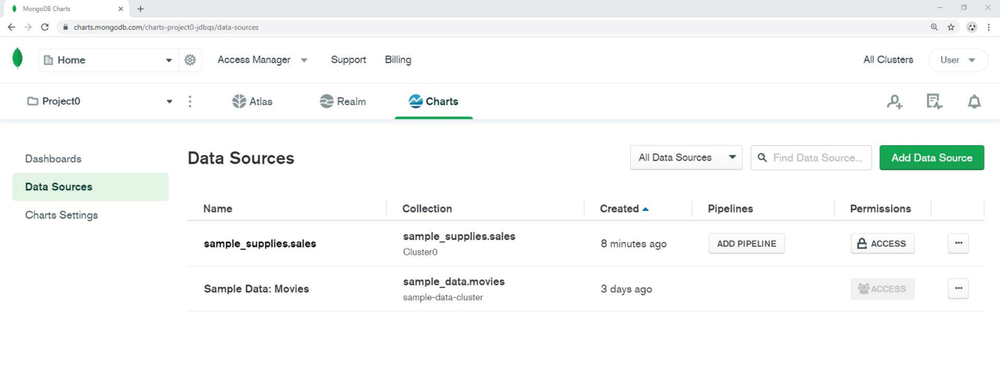 MongoDB Charts
charts.mongodb.com/charts-project0-jdbqs/data-sources
Home Access Manager Support Billing All Clusters User
Project0 Atlas Realm Charts
Dashboards
Data Sources
Charts Settings
Data Sources All Data Sources Find Data Source... Add Data Source
Name Collection Created Pipelines Permissions
sample_supplies.sales sample_supplies.sales 8 minutes ago ADD PIPELINE ACCESS ...
Cluster0
Sample Data: Movies sample_data.movies 3 days ago ACCESS ...
sample-data-cluster